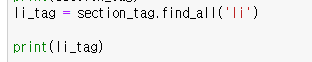 li_tag = section_tag.find_all('li')
print(li_tag)